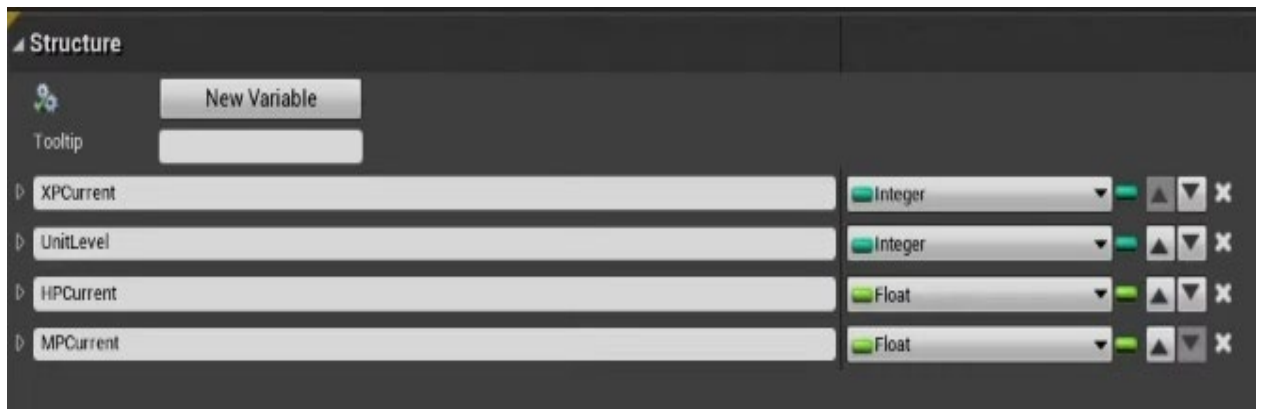 Structure
New Variable
Tooltip
XPCurrent Integer
UnitLevel Integer
HPCurrent Float
MPCurrent Float